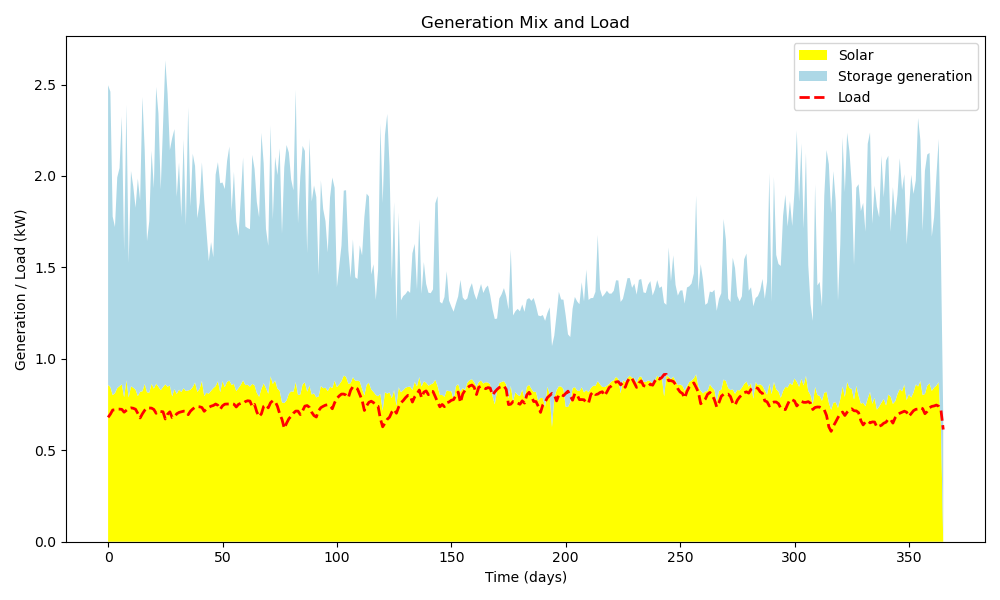 Generation Mix and Load
Generation / Load (kW)
2.5
2.0
1.5
1.0
0.5
0.0
Solar
Storage generation
Load
0 50 100 150 200 250 300 350
Time (days)